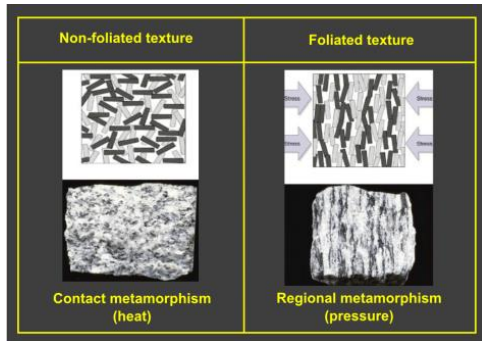 Non-foliated texture
Foliated texture
Stress
Stress
Stress
Stress
Contact metamorphism
(heat)
Regional metamorphism
(pressure)